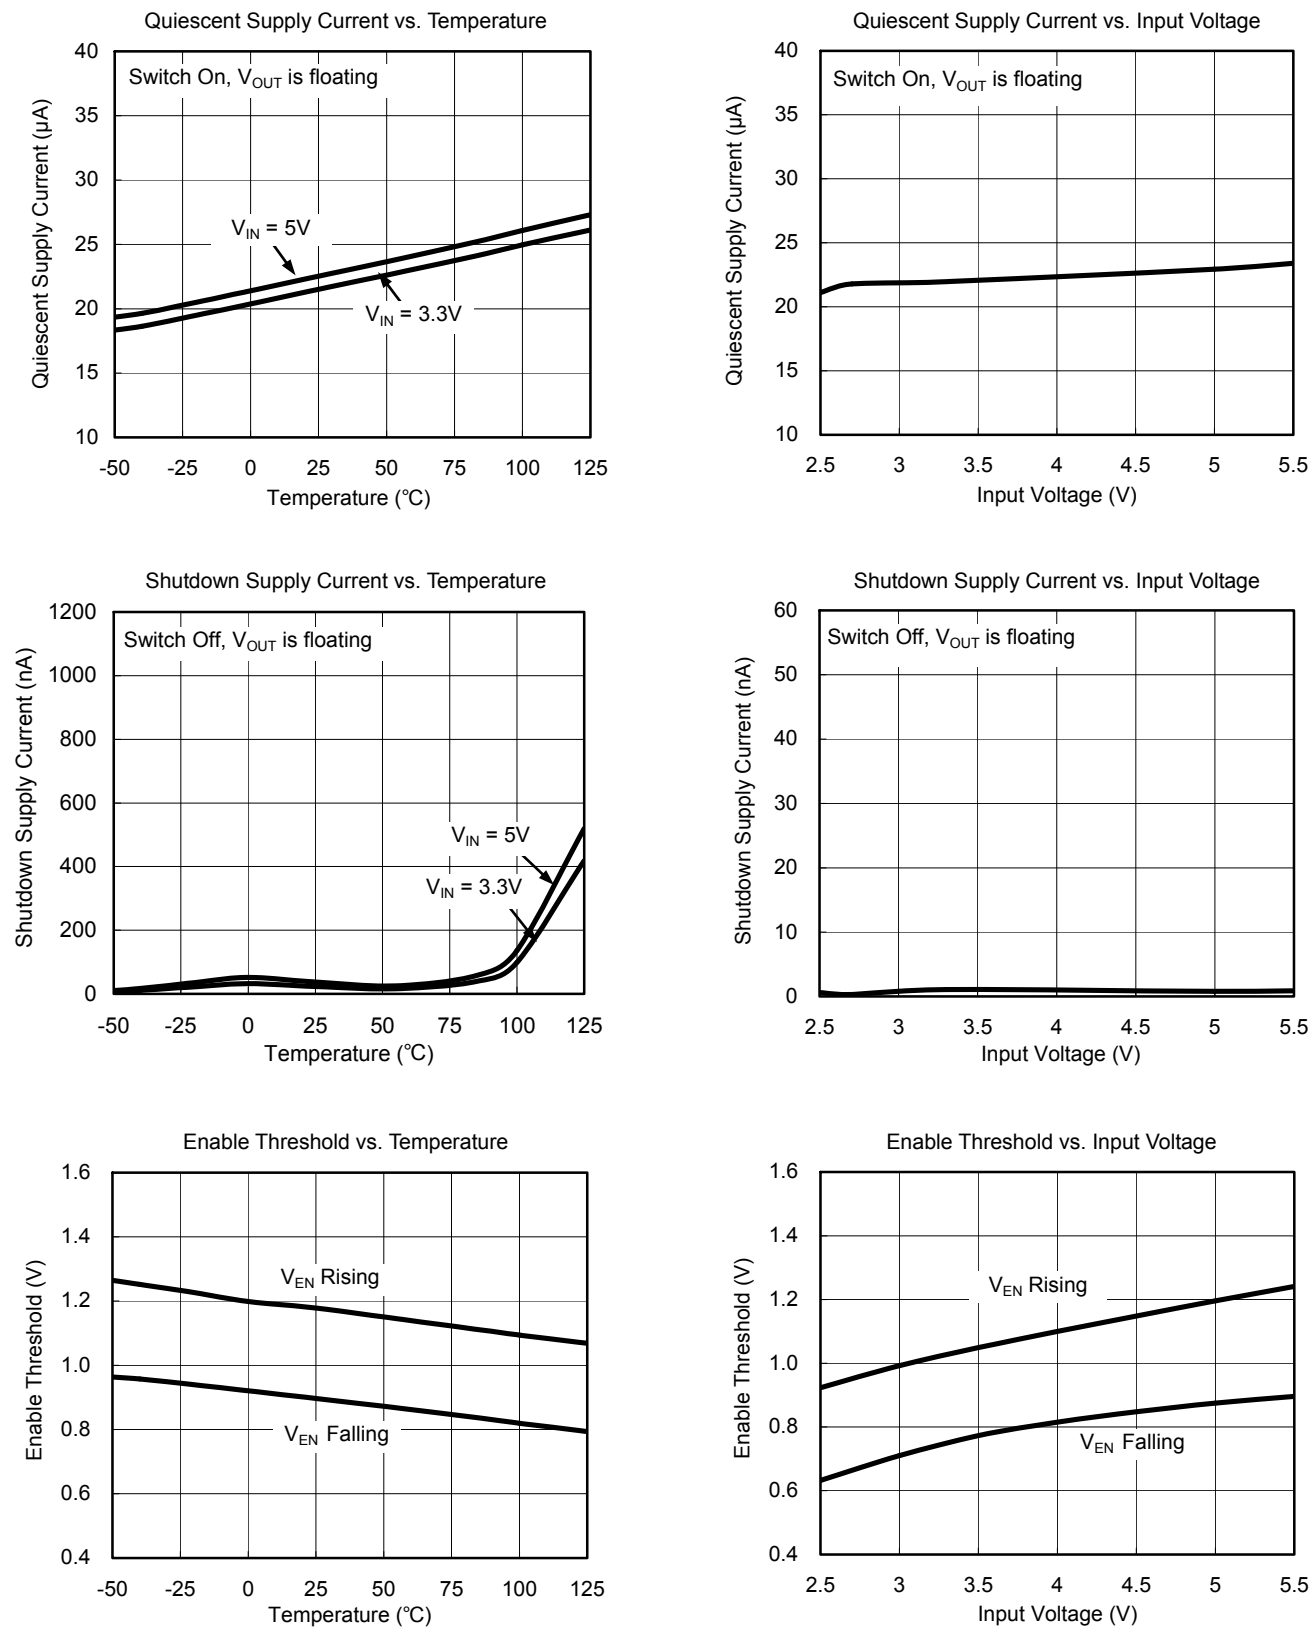 Quiescent Supply Current vs. Temperature
40
35
30
25
20
15
10
Quiescent Supply Current (µA)
Switch On, VOUT is floating
VIN = 5V
VIN = 3.3V
-50 -25 0 25 50 75 100 125
Temperature (℃)
Quiescent Supply Current vs. Input Voltage
40
35
30
25
20
15
10
Quiescent Supply Current (µA)
Switch On, VOUT is floating
2.5 3 3.5 4 4.5 5 5.5
Input Voltage (V)
Shutdown Supply Current vs. Temperature
1200
1000
800
600
400
200
0
Shutdown Supply Current (nA)
Switch Off, VOUT is floating
VIN = 5V
VIN = 3.3V
-50 -25 0 25 50 75 100 125
Temperature (℃)
Shutdown Supply Current vs. Input Voltage
60
50
40
30
20
10
0
Shutdown Supply Current (nA)
Switch Off, VOUT is floating
2.5 3 3.5 4 4.5 5 5.5
Input Voltage (V)
Enable Threshold vs. Temperature
1.6
1.4
1.2
1.0
0.8
0.6
0.4
Enable Threshold (V)
VEN Rising
VEN Falling
-50 -25 0 25 50 75 100 125
Temperature (℃)
Enable Threshold vs. Input Voltage
1.6
1.4
1.2
1.0
0.8
0.6
0.4
Enable Threshold (V)
VEN Rising
VEN Falling
2.5 3 3.5 4 4.5 5 5.5
Input Voltage (V)